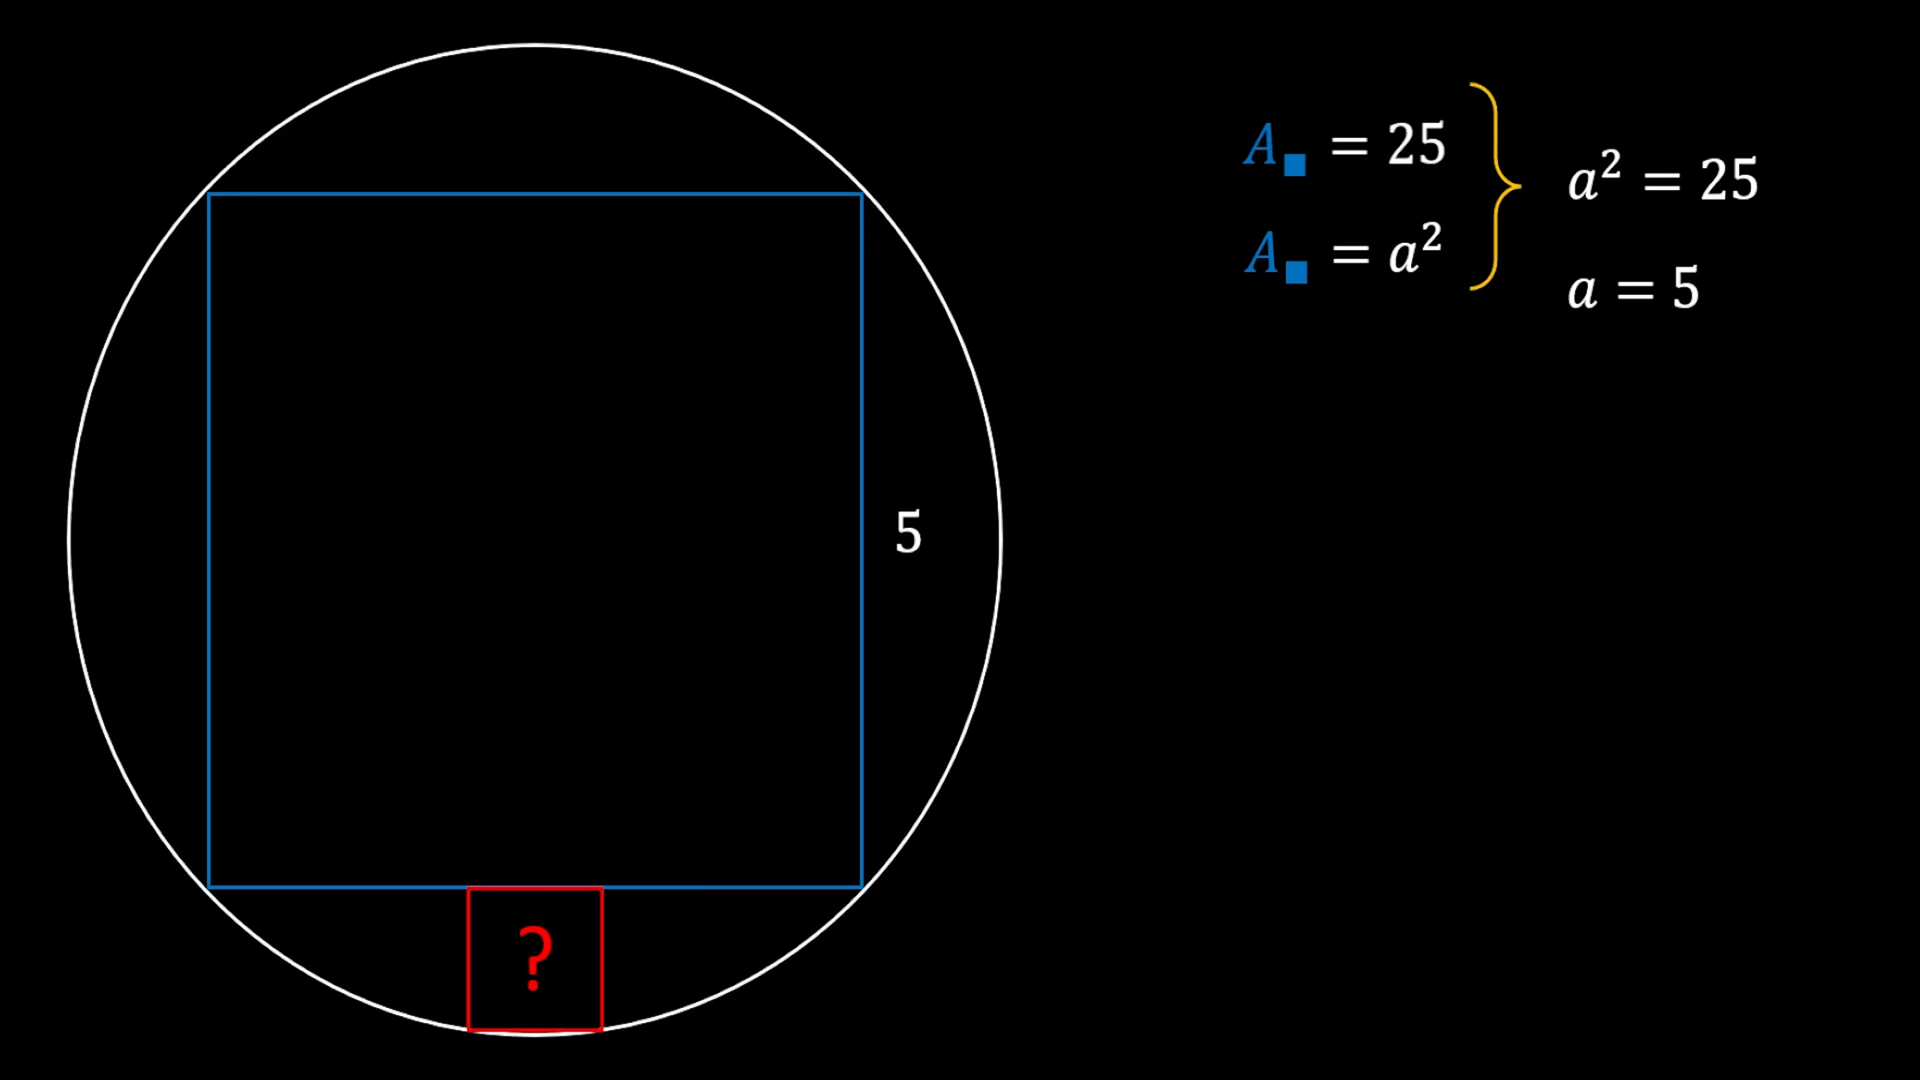 A■ = 25
A■ = a²
a² = 25
a = 5
5
?